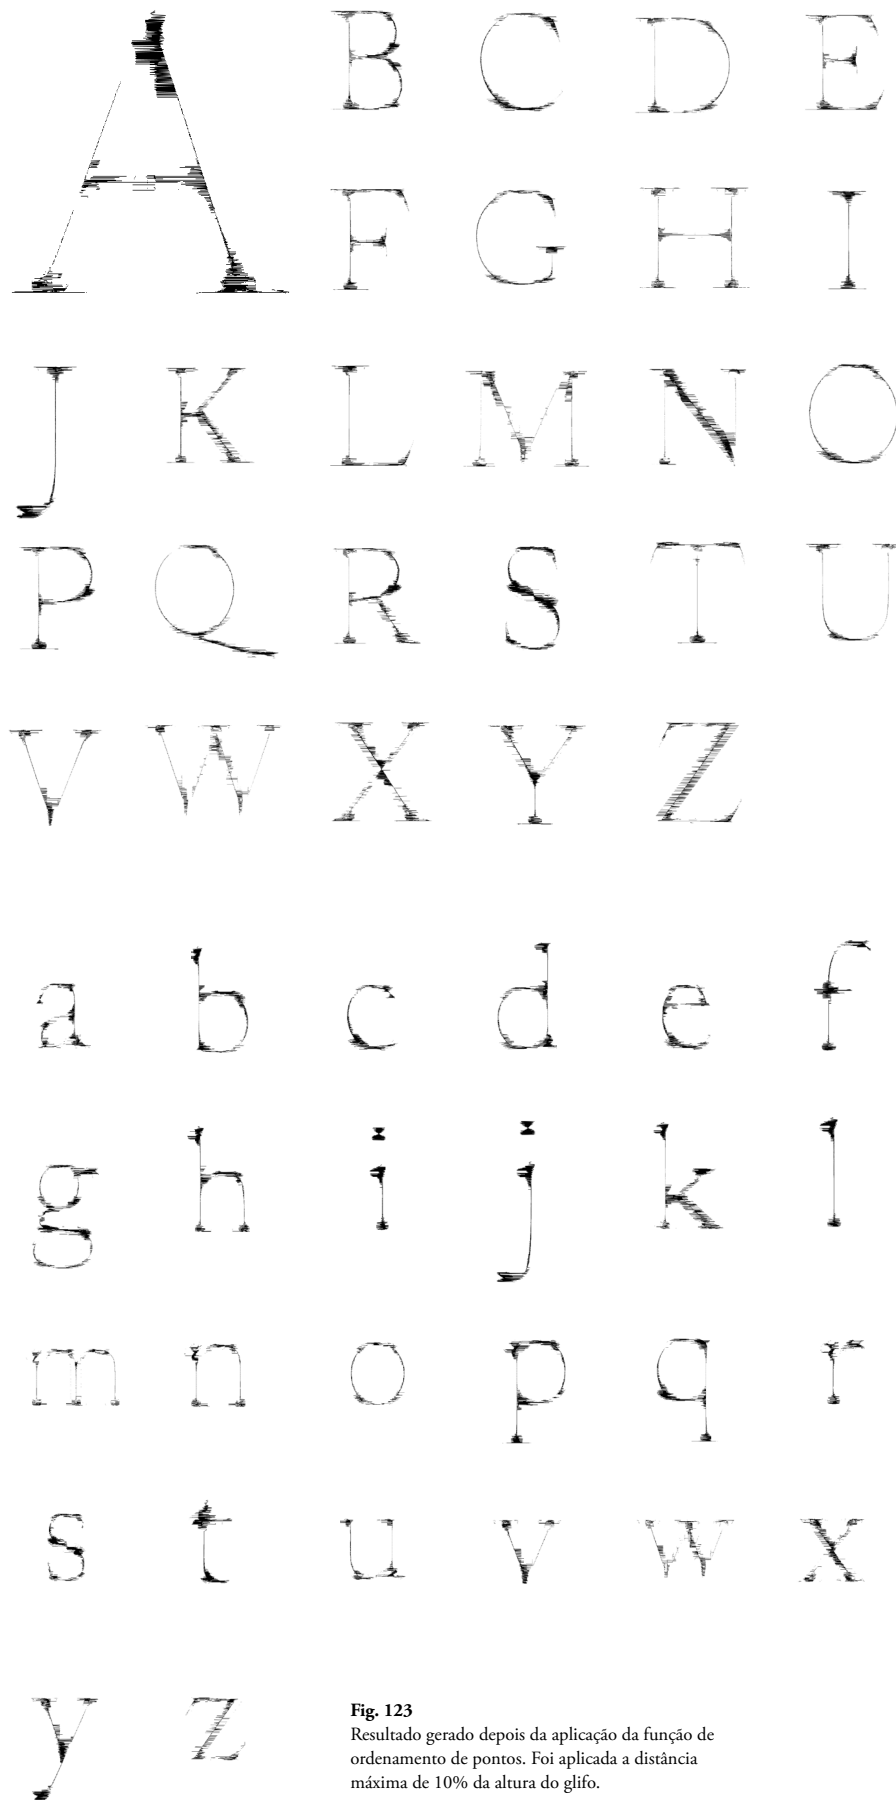 A B C D E
F G H I
J K L M N O
P Q R S T U
V W X Y Z
a b c d e f
g h i j k l
m n o p q r
s t u v w x
y z
Fig. 123
Resultado gerado depois da aplicação da função de
ordenamento de pontos. Foi aplicada a distância
máxima de 10% da altura do glifo.